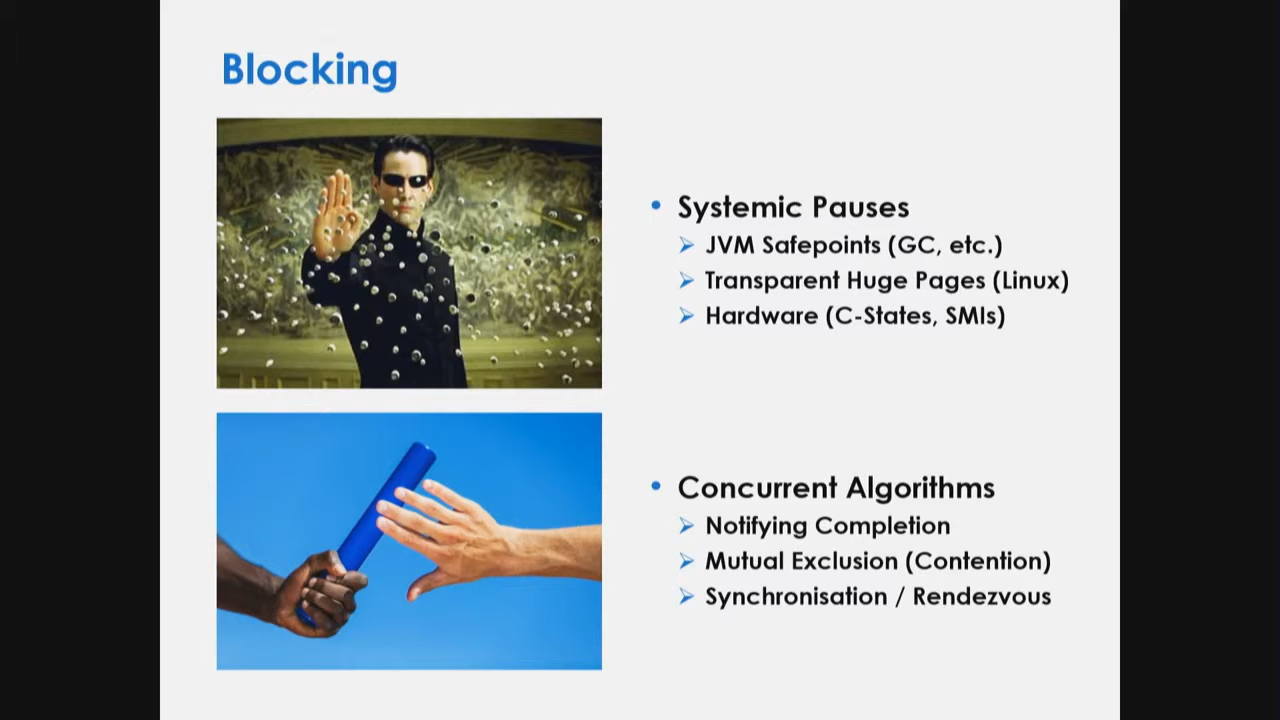 Blocking
• Systemic Pauses
➢ JVM Safepoints (GC, etc.)
➢ Transparent Huge Pages (Linux)
➢ Hardware (C-States, SMIs)
• Concurrent Algorithms
➢ Notifying Completion
➢ Mutual Exclusion (Contention)
➢ Synchronisation / Rendezvous